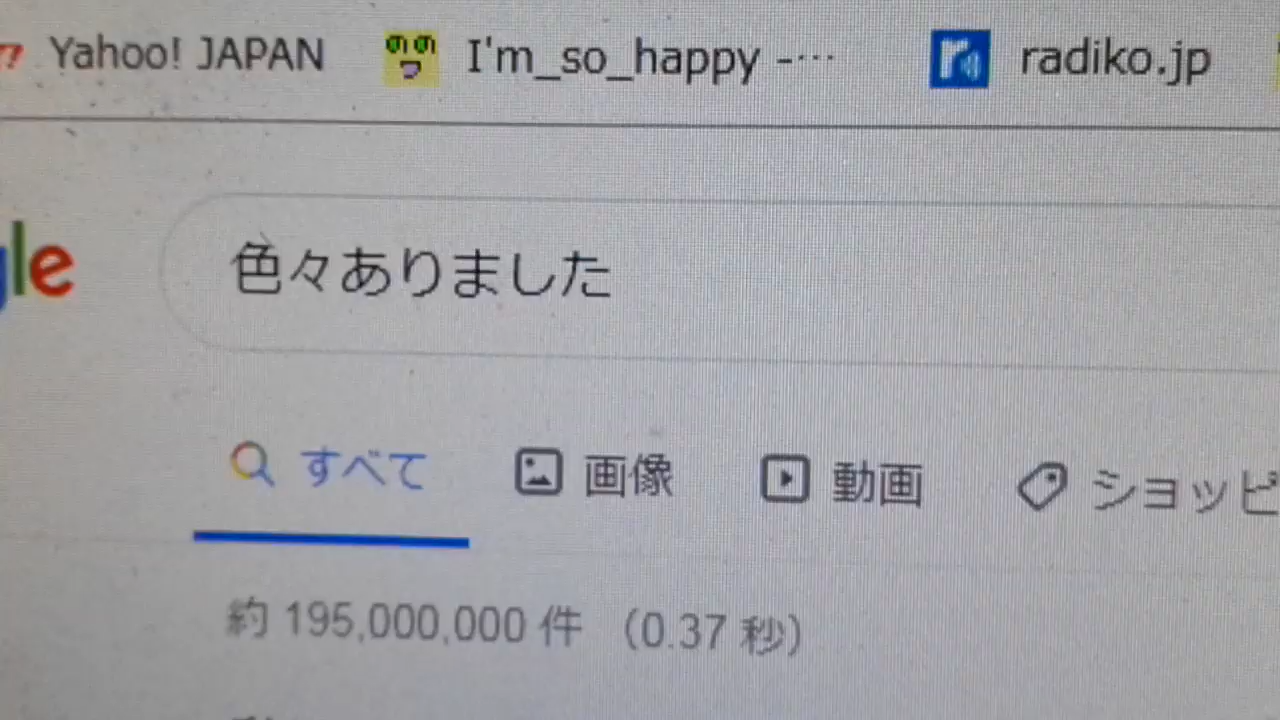 Yahoo! JAPAN I'm_so_happy -… radiko.jp
gle 色々ありました
すべて 画像 動画 ショッピ
約 195,000,000 件 （0.37 秒）